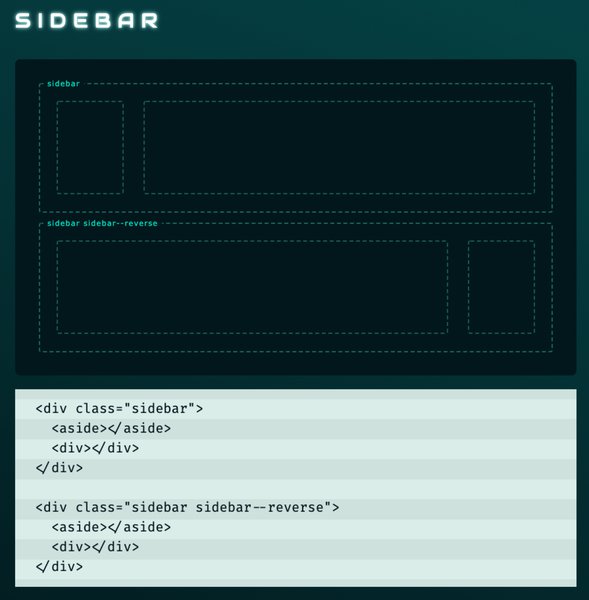 SIDEBAR
sidebar
sidebar sidebar--reverse
<div class="sidebar">
  <aside></aside>
  <div></div>
</div>

<div class="sidebar sidebar--reverse">
  <aside></aside>
  <div></div>
</div>